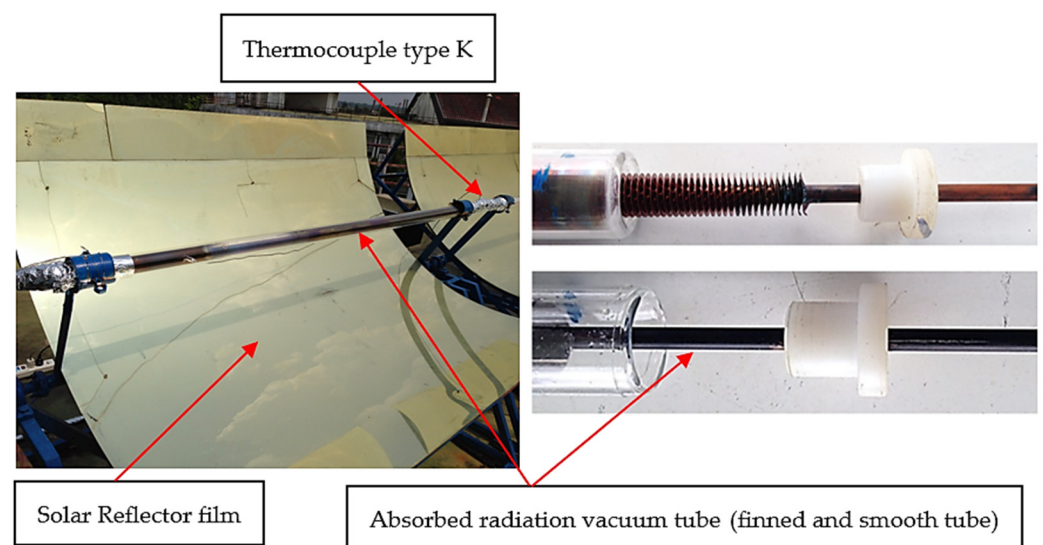 Thermocouple type K
Solar Reflector film
Absorbed radiation vacuum tube (finned and smooth tube)